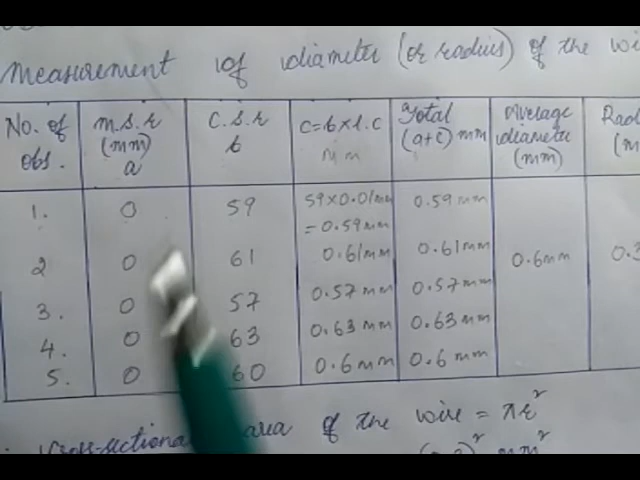 Measurement of diameter (or radius) of the
No. of obs. | m.s.r (mm) a | C.S.r b | C=b×l.c mm | Total (a+c) mm | Average diameter (mm)
1. | 0 | 59 | 59×0.01mm = 0.59mm | 0.59mm
2 | 0 | 61 | 0.61mm | 0.61mm | 0.6mm
3. | 0 | 57 | 0.57mm | 0.57mm
4. | 0 | 63 | 0.63mm | 0.63mm
5. | 0 | 60 | 0.6mm | 0.6mm
area of the wire = πr²
mm²